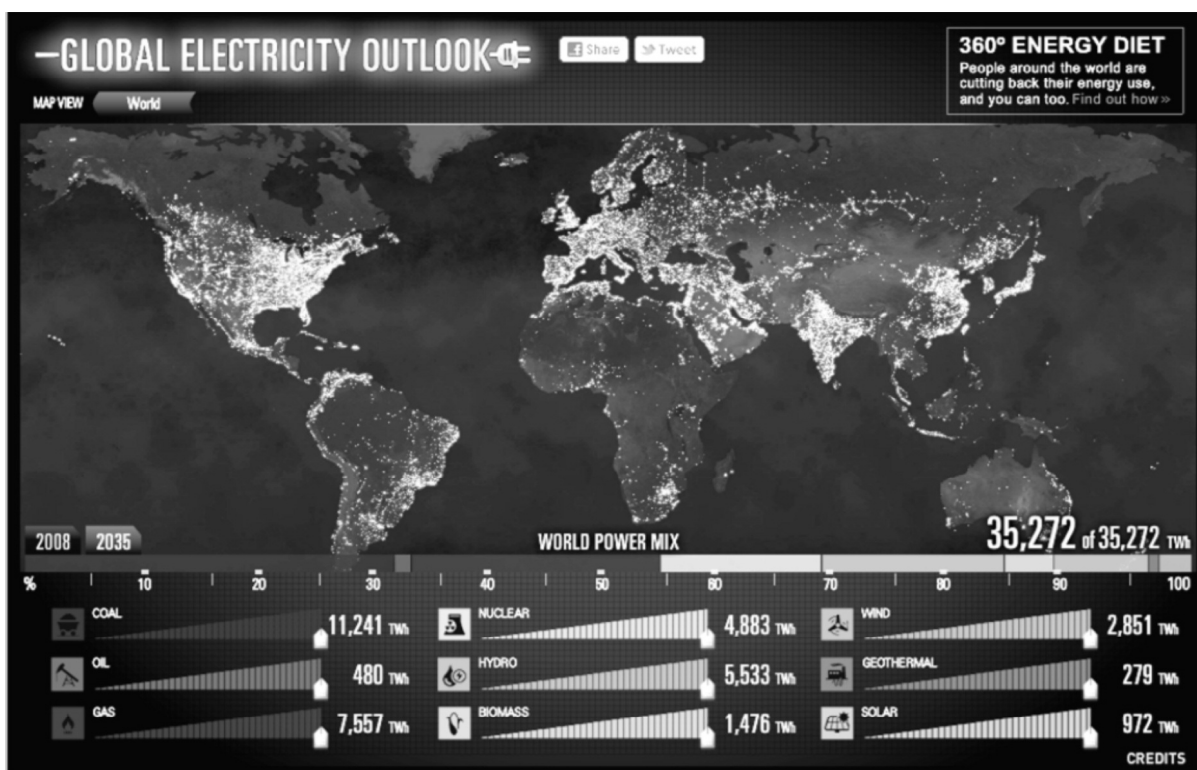 GLOBAL ELECTRICITY OUTLOOK
Share
Tweet
360º ENERGY DIET
People around the world are
cutting back their energy use,
and you can too. Find out how »
MAP VIEW World
2008 2035
WORLD POWER MIX
35,272 of 35,272 TWh
% 10 20 30 40 50 60 70 80 90 100
COAL 11,241 TWh
NUCLEAR 4,883 TWh
WIND 2,851 TWh
OIL 480 TWh
HYDRO 5,533 TWh
GEOTHERMAL 279 TWh
GAS 7,557 TWh
BIOMASS 1,476 TWh
SOLAR 972 TWh
CREDITS